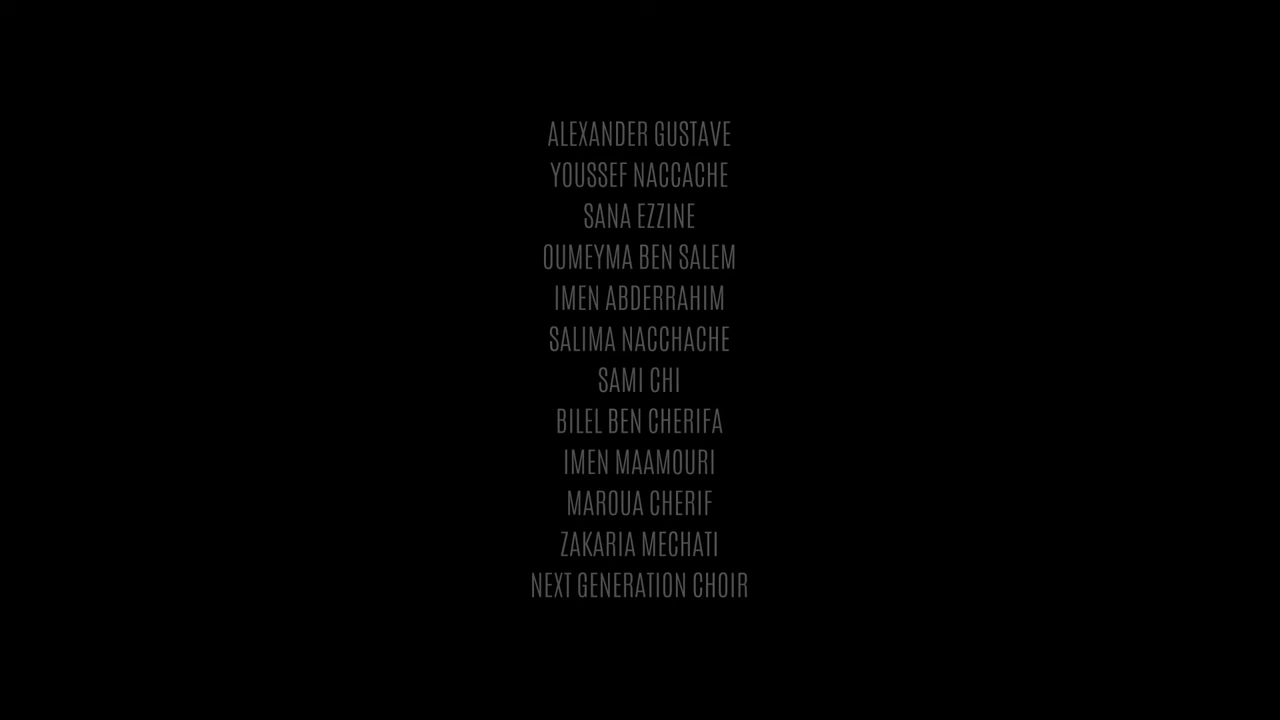 ALEXANDER GUSTAVE
YOUSSEF NACCACHE
SANA EZZINE
OUMEYMA BEN SALEM
IMEN ABDERRAHIM
SALIMA NACCHACHE
SAMI CHI
BILEL BEN CHERIFA
IMEN MAAMOURI
MAROUA CHERIF
ZAKARIA MECHATI
NEXT GENERATION CHOIR